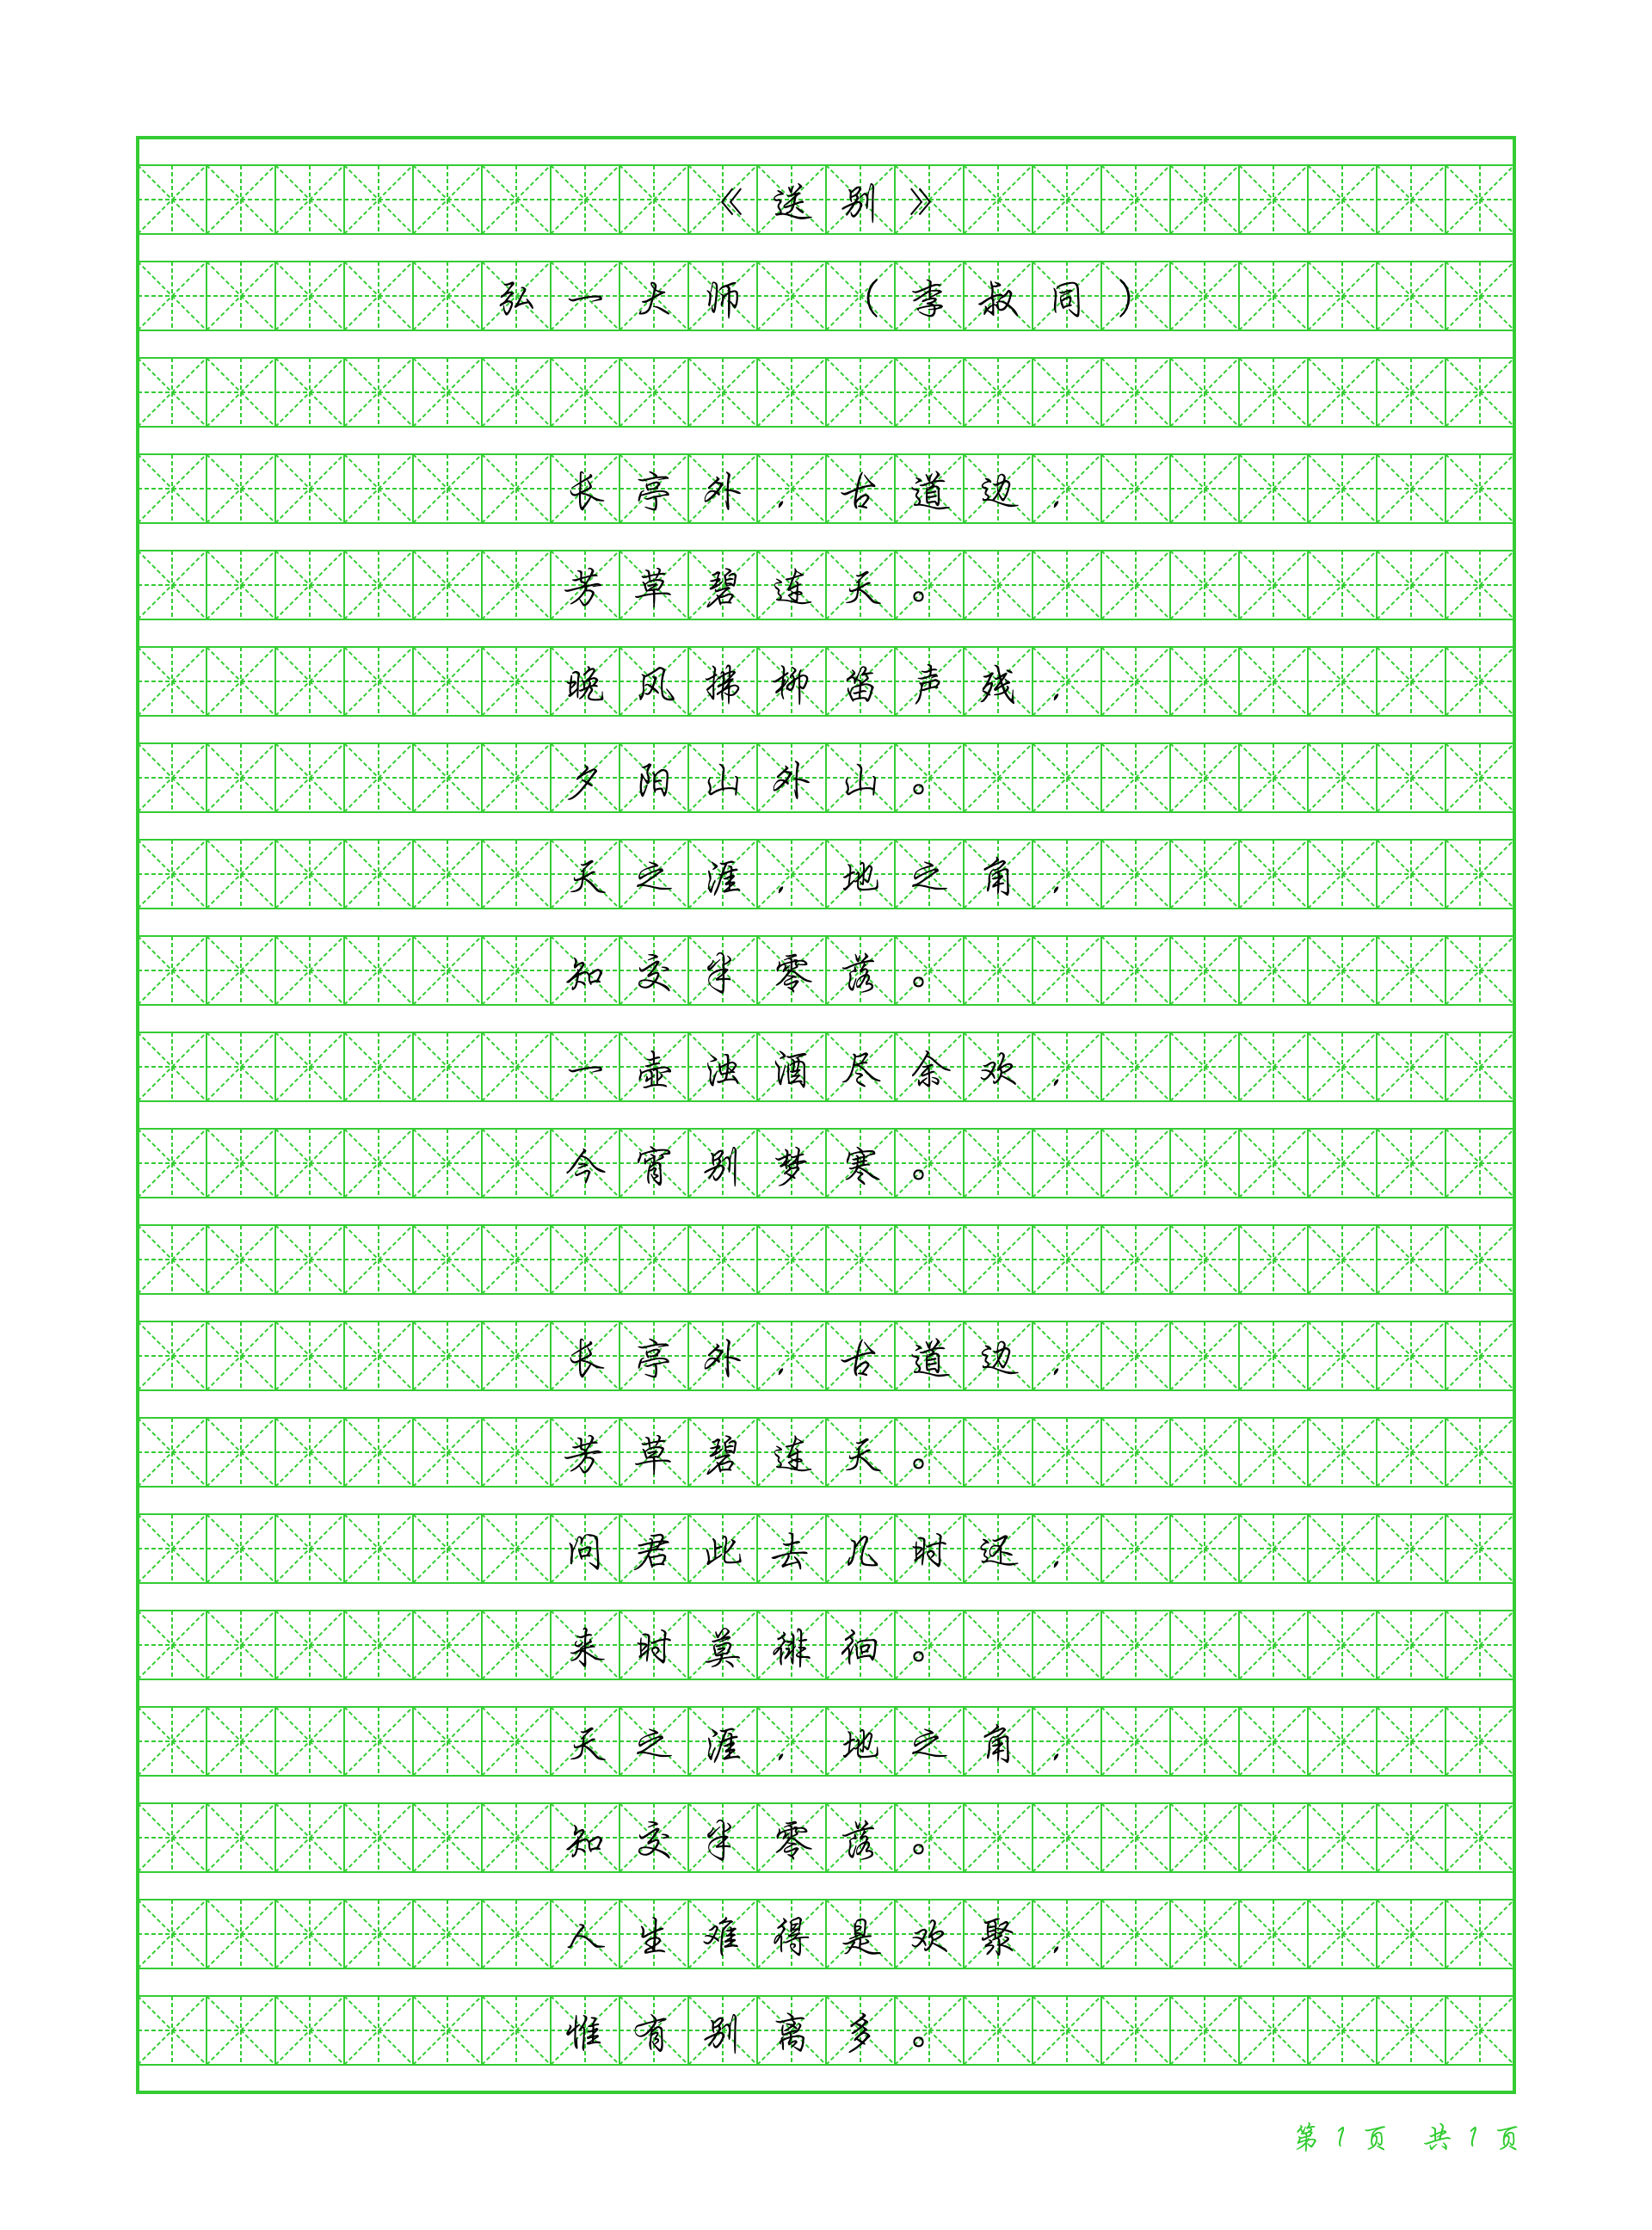 《送别》
弘一大师 （李叔同）
长亭外，古道边，
芳草碧连天。
晚风拂柳笛声残，
夕阳山外山。
天之涯，地之角，
知交半零落。
一壶浊酒尽余欢，
今宵别梦寒。
长亭外，古道边，
芳草碧连天。
问君此去几时还，
来时莫徘徊。
天之涯，地之角，
知交半零落。
人生难得是欢聚，
惟有别离多。
第1页 共1页